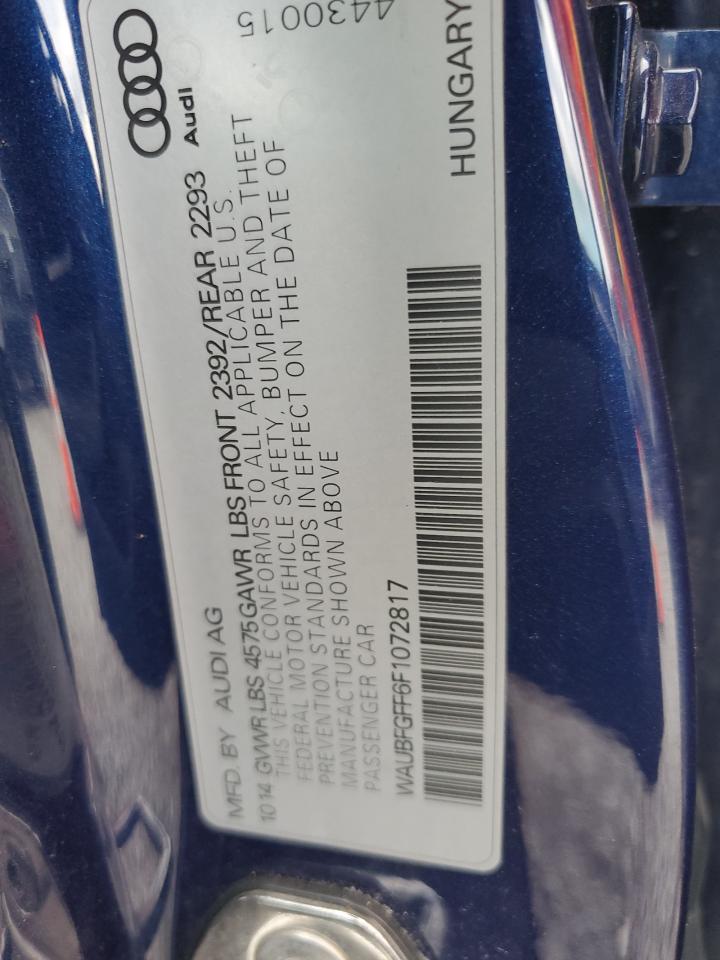 MFD. BY AUDI AG
1014 GVWR LBS 4575 GAWR LBS FRONT 2392/REAR 2293
THIS VEHICLE CONFORMS TO ALL APPLICABLE U.S.
FEDERAL MOTOR VEHICLE SAFETY, BUMPER AND THEFT
PREVENTION STANDARDS IN EFFECT ON THE DATE OF
MANUFACTURE SHOWN ABOVE
PASSENGER CAR
WAUBFGFF6F1072817
Audi
HUNGARY
4430015